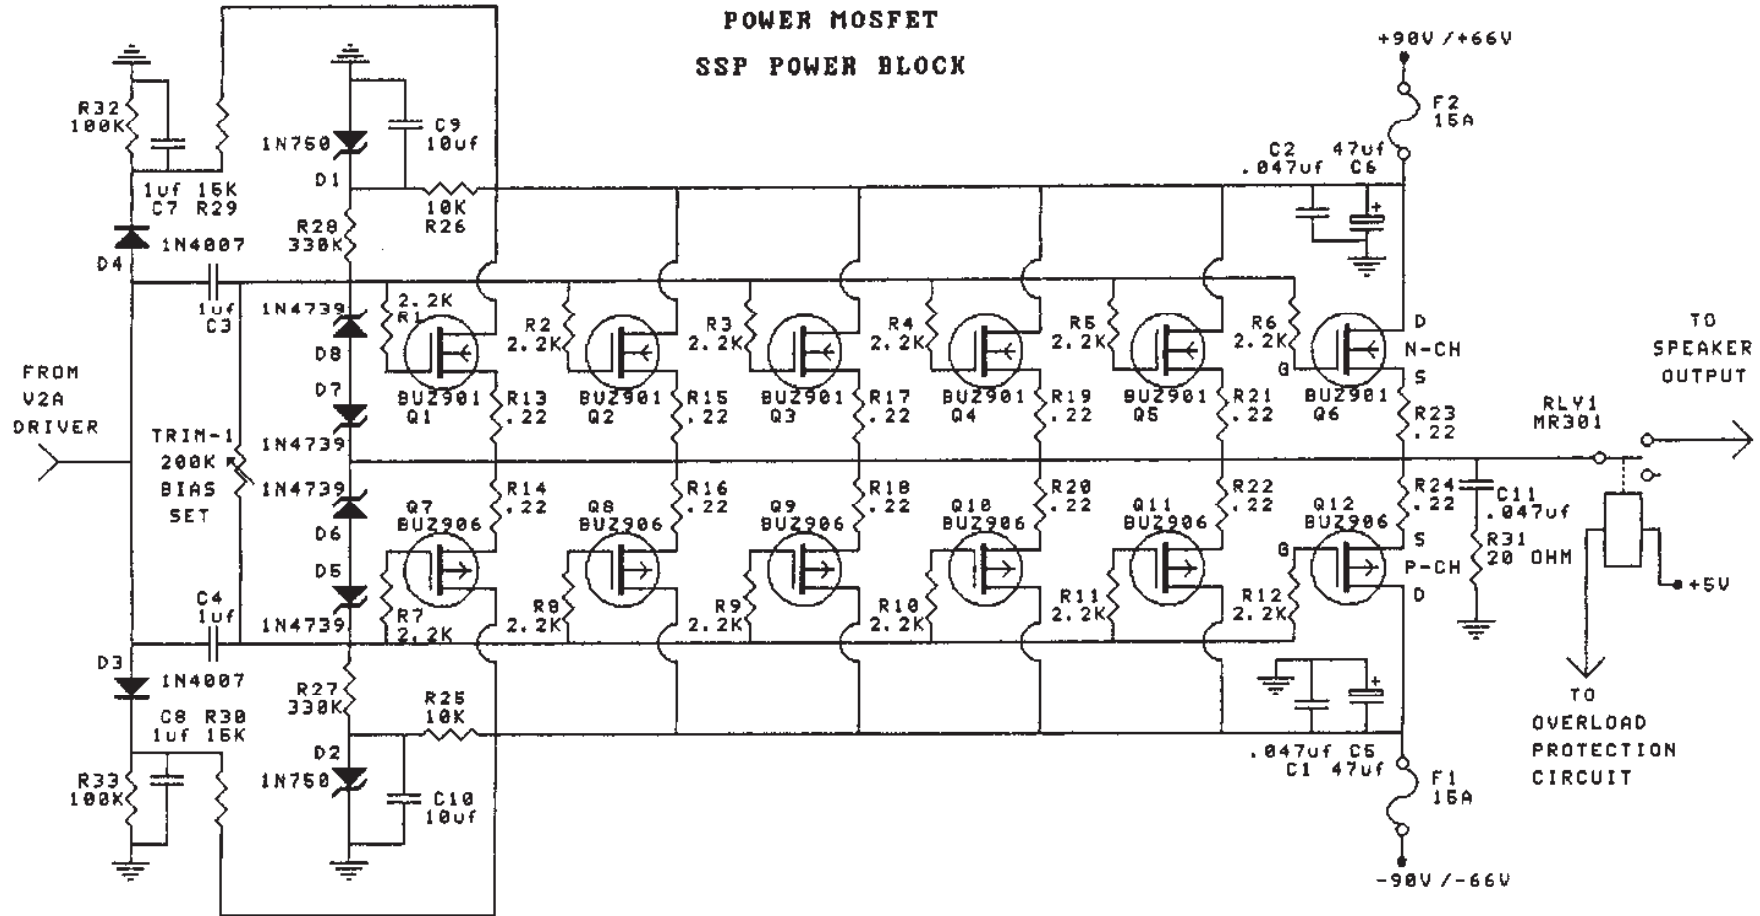 POWER MOSFET
SSP POWER BLOCK
+90V/+66V
F2
15A
R32
100K
1N750
C9
10uf
D1
C2
.047uf
47uf
C6
1uf 15K
C7 R29
10K
R26
R28
330K
1N4007
D4
1uf
C3
1N4739
D8
D7
1N4739
2.2K
R1
R2
2.2K
R3
2.2K
R4
2.2K
R5
2.2K
R6
2.2K
D
N-CH
G
S
BUZ901
Q1
BUZ901
Q2
BUZ901
Q3
BUZ901
Q4
BUZ901
Q5
BUZ901
Q6
R13
.22
R15
.22
R17
.22
R19
.22
R21
.22
R23
.22
TO
SPEAKER
OUTPUT
RLY1
MR301
FROM
V2A
DRIVER
TRIM-1
200K
BIAS
SET
1N4739
D6
D5
1N4739
Q7
BUZ906
Q8
BUZ906
Q9
BUZ906
Q10
BUZ906
Q11
BUZ906
Q12
BUZ906
R14
.22
R16
.22
R18
.22
R20
.22
R22
.22
R24
.22
C11
.047uf
R31
20 OHM
G
S
P-CH
D
+5V
C4
1uf
R7
2.2K
R8
2.2K
R9
2.2K
R10
2.2K
R11
2.2K
R12
2.2K
D3
1N4007
R27
330K
R25
10K
C8 R30
1uf 15K
D2
1N750
R33
100K
C10
10uf
.047uf C5
C1 47uf
F1
15A
TO
OVERLOAD
PROTECTION
CIRCUIT
-90V/-66V
+
+